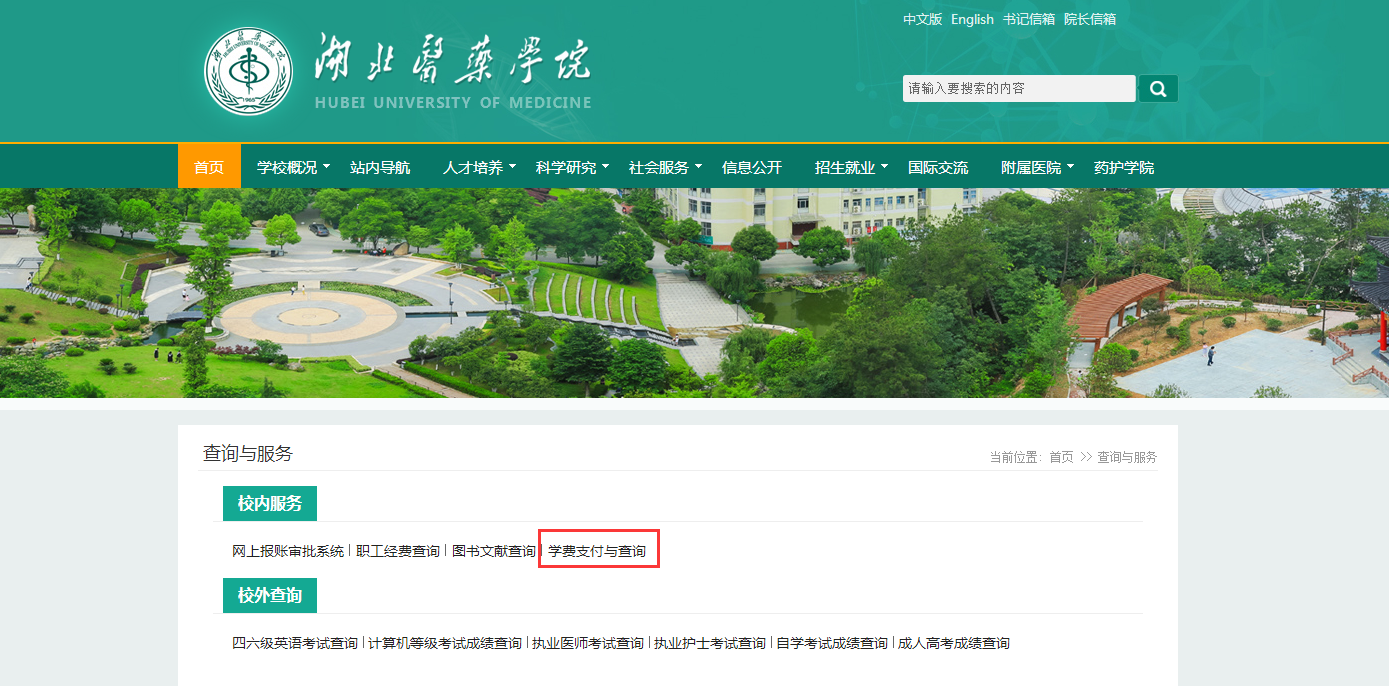 中文版 English 书记信箱 院长信箱
湖北醫藥學院
HUBEI UNIVERSITY OF MEDICINE
HUBEI UNIVERSITY OF MEDICINE
1965
请输入要搜索的内容
首页 学校概况 站内导航 人才培养 科学研究 社会服务 信息公开 招生就业 国际交流 附属医院 药护学院
查询与服务
当前位置: 首页 >> 查询与服务
校内服务
网上报账审批系统 | 职工经费查询 | 图书文献查询 | 学费支付与查询
校外查询
四六级英语考试查询 | 计算机等级考试成绩查询 | 执业医师考试查询 | 执业护士考试查询 | 自学考试成绩查询 | 成人高考成绩查询